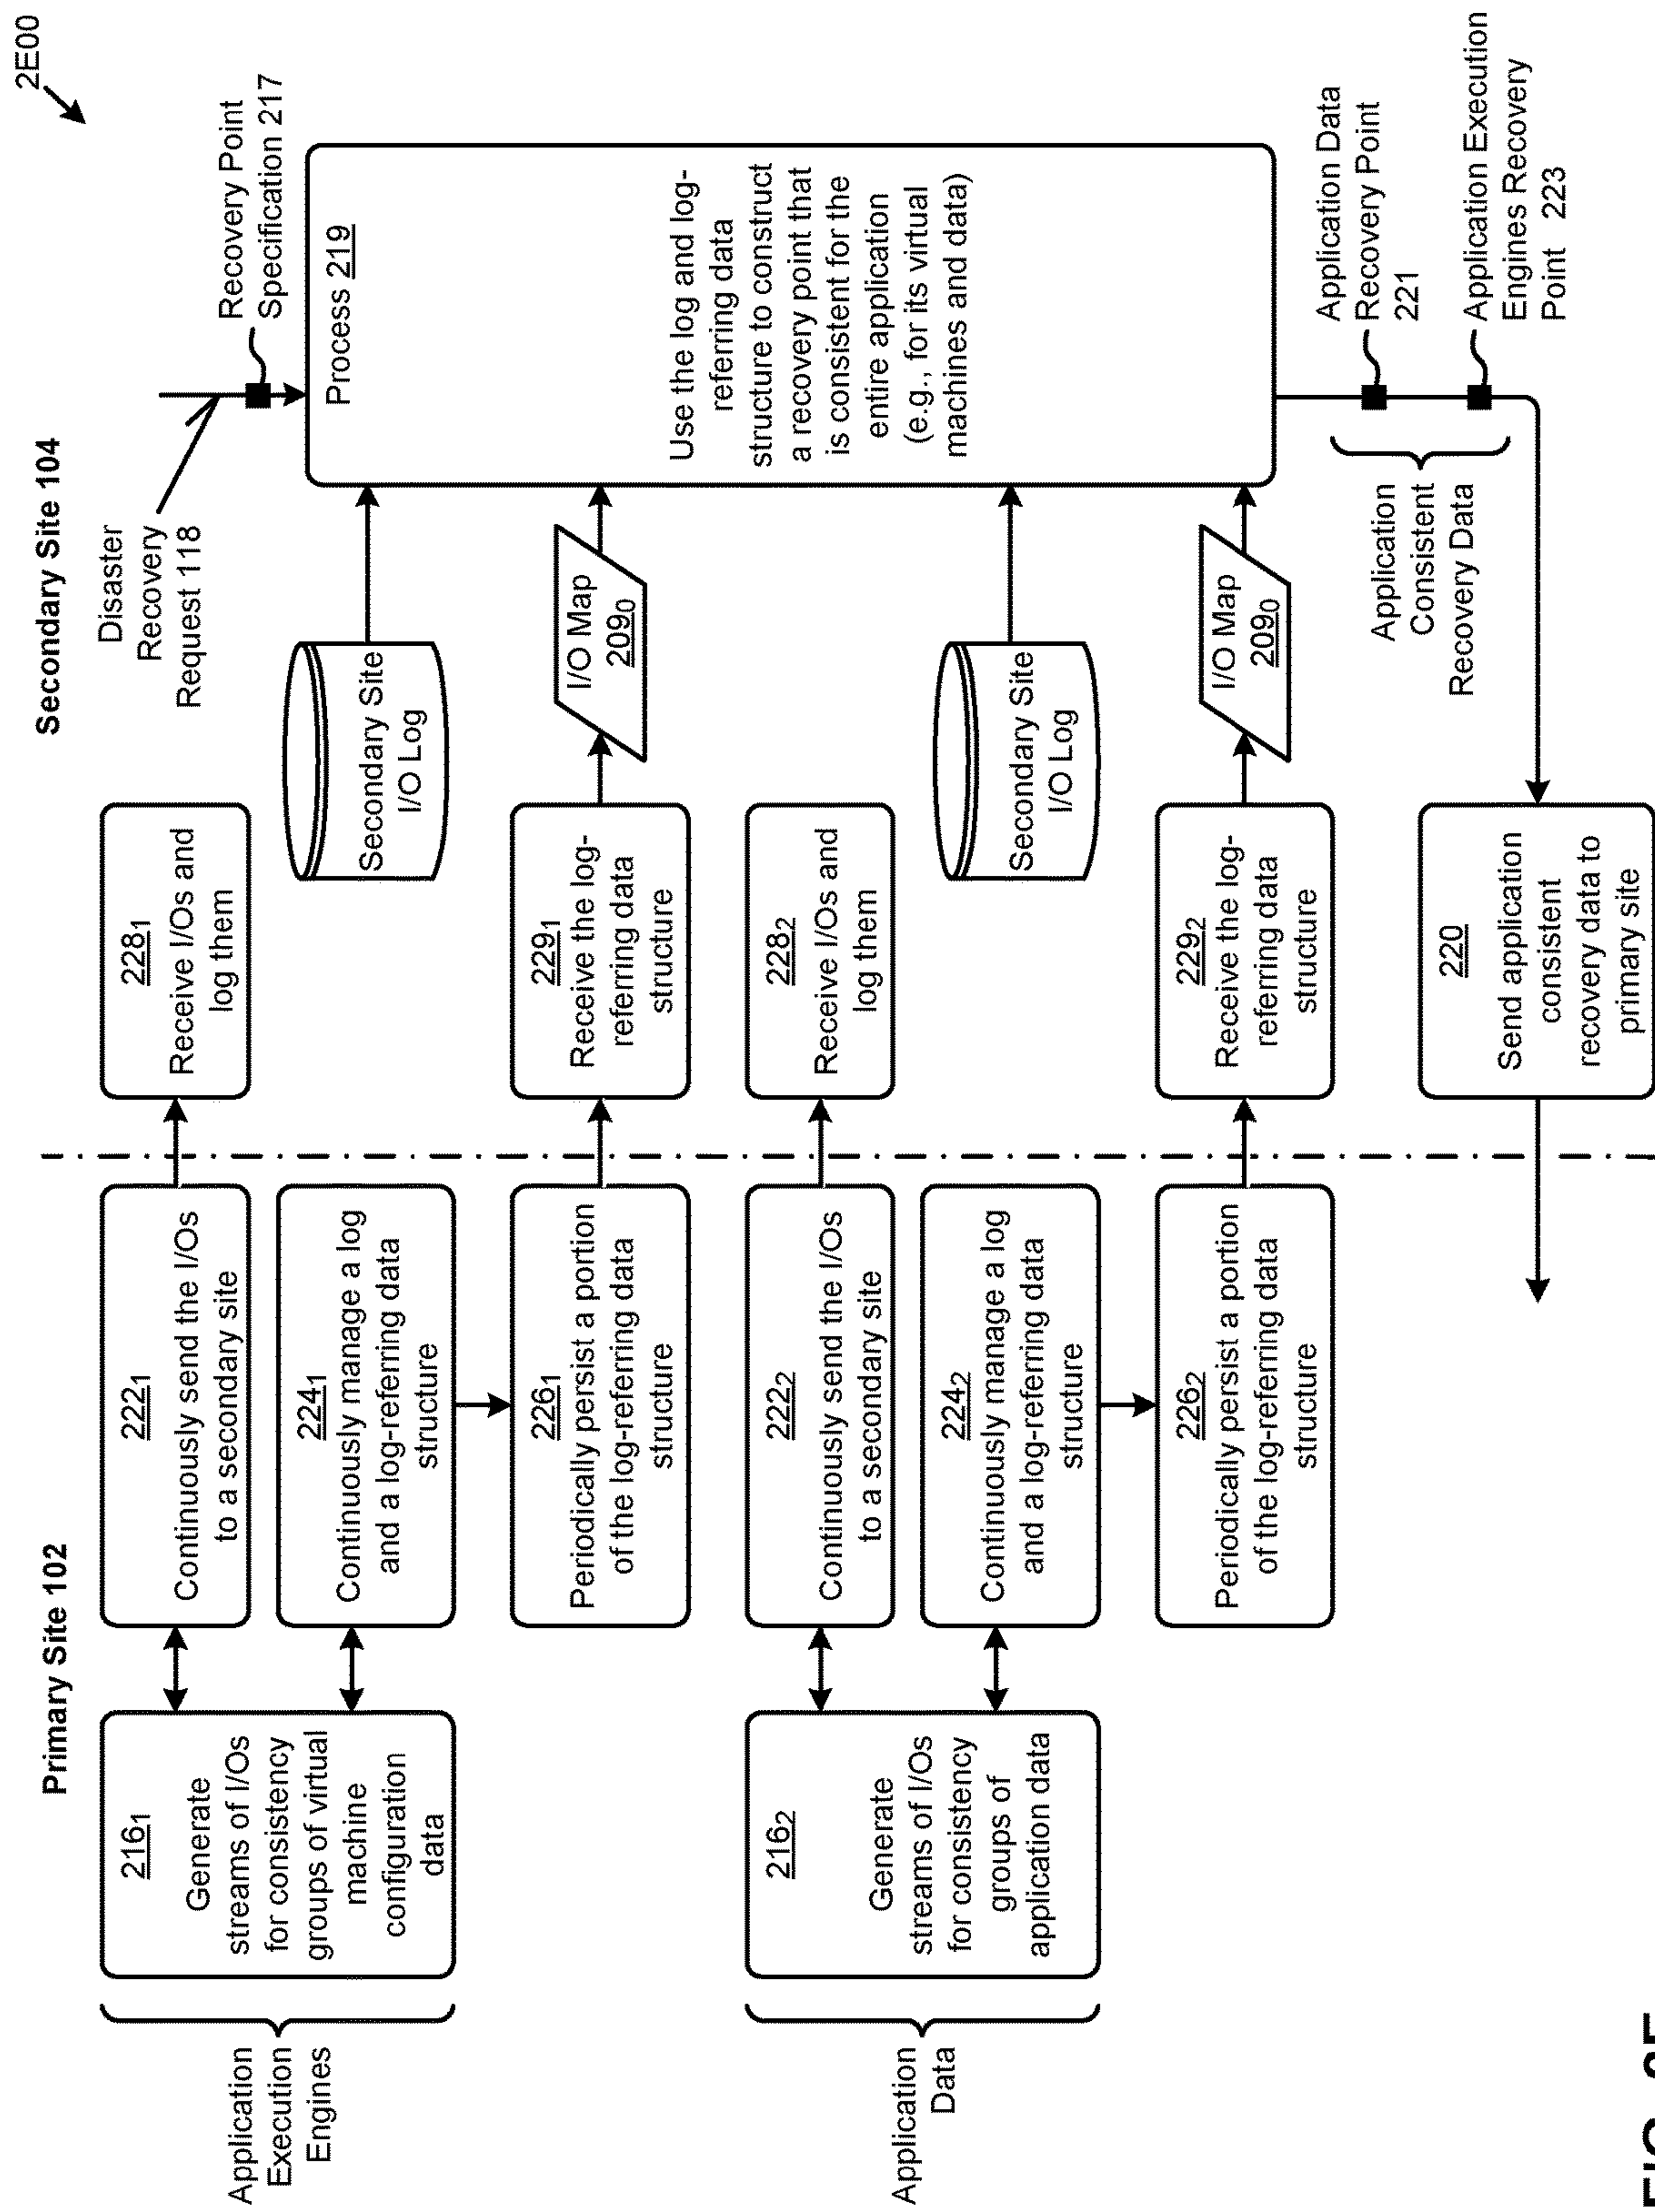 2E00
Primary Site 102
Secondary Site 104
Application
Execution
Engines
216₁
Generate
streams of I/Os
for consistency
groups of virtual
machine
configuration
data
222₁
Continuously send the I/Os
to a secondary site
224₁
Continuously manage a log
and a log-referring data
structure
226₁
Periodically persist a portion
of the log-referring data
structure
228₁
Receive I/Os and
log them
Secondary Site
I/O Log
229₁
Receive the log-
referring data
structure
I/O Map
209₀
Disaster
Recovery
Request 118
Recovery Point
Specification 217
Process 219
Use the log and log-
referring data
structure to construct
a recovery point that
is consistent for the
entire application
(e.g., for its virtual
machines and data)
Application
Data
216₂
Generate
streams of I/Os
for consistency
groups of
application data
222₂
Continuously send the I/Os
to a secondary site
224₂
Continuously manage a log
and a log-referring data
structure
226₂
Periodically persist a portion
of the log-referring data
structure
228₂
Receive I/Os and
log them
Secondary Site
I/O Log
229₂
Receive the log-
referring data
structure
I/O Map
209₀
Application
Consistent
Recovery Data
Application Data
Recovery Point
221
Application Execution
Engines Recovery
Point 223
220
Send application
consistent
recovery data to
primary site